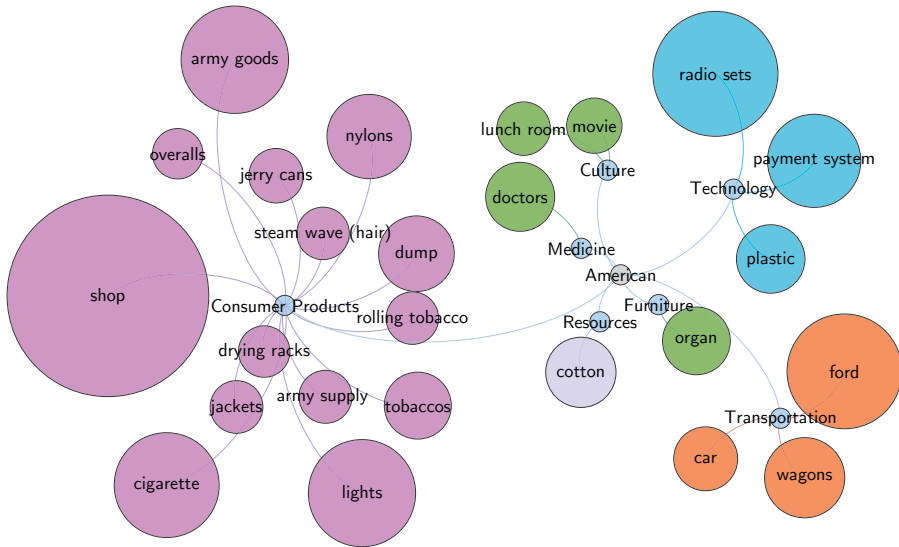 army goods
radio sets
lunch room
movie
nylons
overalls
payment system
jerry cans
Culture
Technology
doctors
steam wave (hair)
Medicine
dump
plastic
American
shop
Consumer Products
Furniture
rolling tobacco
Resources
organ
drying racks
cotton
ford
jackets
army supply
tobaccos
Transportation
car
wagons
cigarette
lights